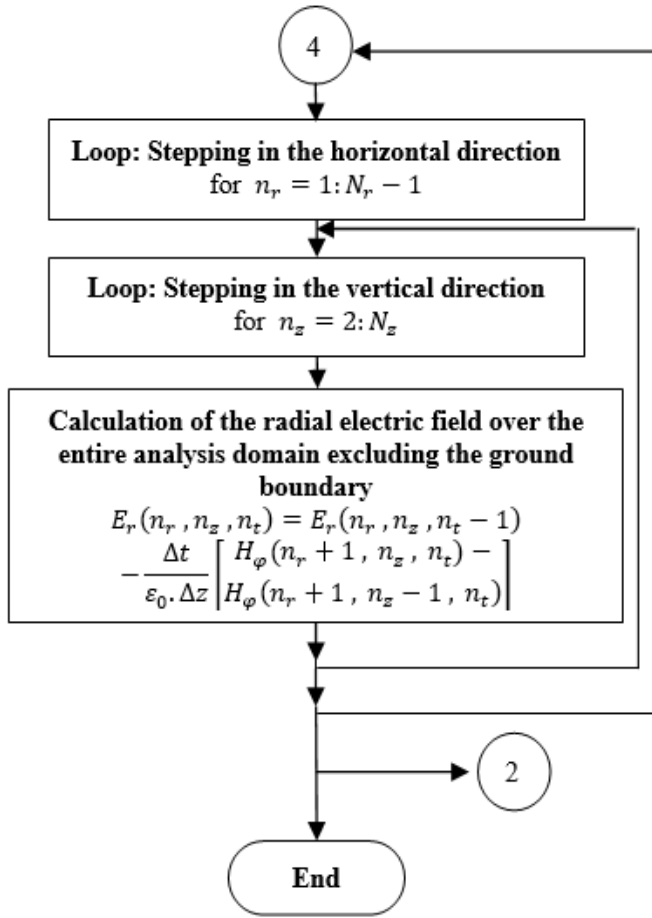 4
Loop: Stepping in the horizontal direction
for n_r = 1: N_r − 1
Loop: Stepping in the vertical direction
for n_z = 2: N_z
Calculation of the radial electric field over the
entire analysis domain excluding the ground
boundary
E_r(n_r , n_z , n_t) = E_r(n_r , n_z , n_t − 1)
− Δt / (ε_0 . Δz) [ H_φ(n_r + 1 , n_z , n_t) −
H_φ(n_r + 1 , n_z − 1 , n_t) ]
2
End